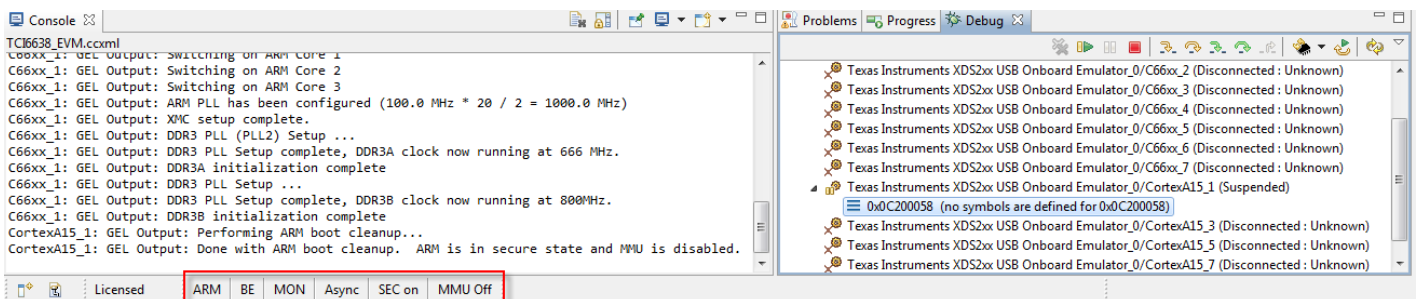 Console
TCI6638_EVM.ccxml
C66xx_1: GEL Output: Switching on ARM Core 1
C66xx_1: GEL Output: Switching on ARM Core 2
C66xx_1: GEL Output: Switching on ARM Core 3
C66xx_1: GEL Output: ARM PLL has been configured (100.0 MHz * 20 / 2 = 1000.0 MHz)
C66xx_1: GEL Output: XMC setup complete.
C66xx_1: GEL Output: DDR3 PLL (PLL2) Setup ...
C66xx_1: GEL Output: DDR3 PLL Setup complete, DDR3A clock now running at 666 MHz.
C66xx_1: GEL Output: DDR3A initialization complete
C66xx_1: GEL Output: DDR3 PLL Setup ...
C66xx_1: GEL Output: DDR3 PLL Setup complete, DDR3B clock now running at 800MHz.
C66xx_1: GEL Output: DDR3B initialization complete
CortexA15_1: GEL Output: Performing ARM boot cleanup...
CortexA15_1: GEL Output: Done with ARM boot cleanup.  ARM is in secure state and MMU is disabled.
Licensed ARM BE MON Async SEC on MMU Off
Problems Progress Debug
Texas Instruments XDS2xx USB Onboard Emulator_0/C66xx_2 (Disconnected : Unknown)
Texas Instruments XDS2xx USB Onboard Emulator_0/C66xx_3 (Disconnected : Unknown)
Texas Instruments XDS2xx USB Onboard Emulator_0/C66xx_4 (Disconnected : Unknown)
Texas Instruments XDS2xx USB Onboard Emulator_0/C66xx_5 (Disconnected : Unknown)
Texas Instruments XDS2xx USB Onboard Emulator_0/C66xx_6 (Disconnected : Unknown)
Texas Instruments XDS2xx USB Onboard Emulator_0/C66xx_7 (Disconnected : Unknown)
Texas Instruments XDS2xx USB Onboard Emulator_0/CortexA15_1 (Suspended)
0x0C200058 (no symbols are defined for 0x0C200058)
Texas Instruments XDS2xx USB Onboard Emulator_0/CortexA15_3 (Disconnected : Unknown)
Texas Instruments XDS2xx USB Onboard Emulator_0/CortexA15_5 (Disconnected : Unknown)
Texas Instruments XDS2xx USB Onboard Emulator_0/CortexA15_7 (Disconnected : Unknown)